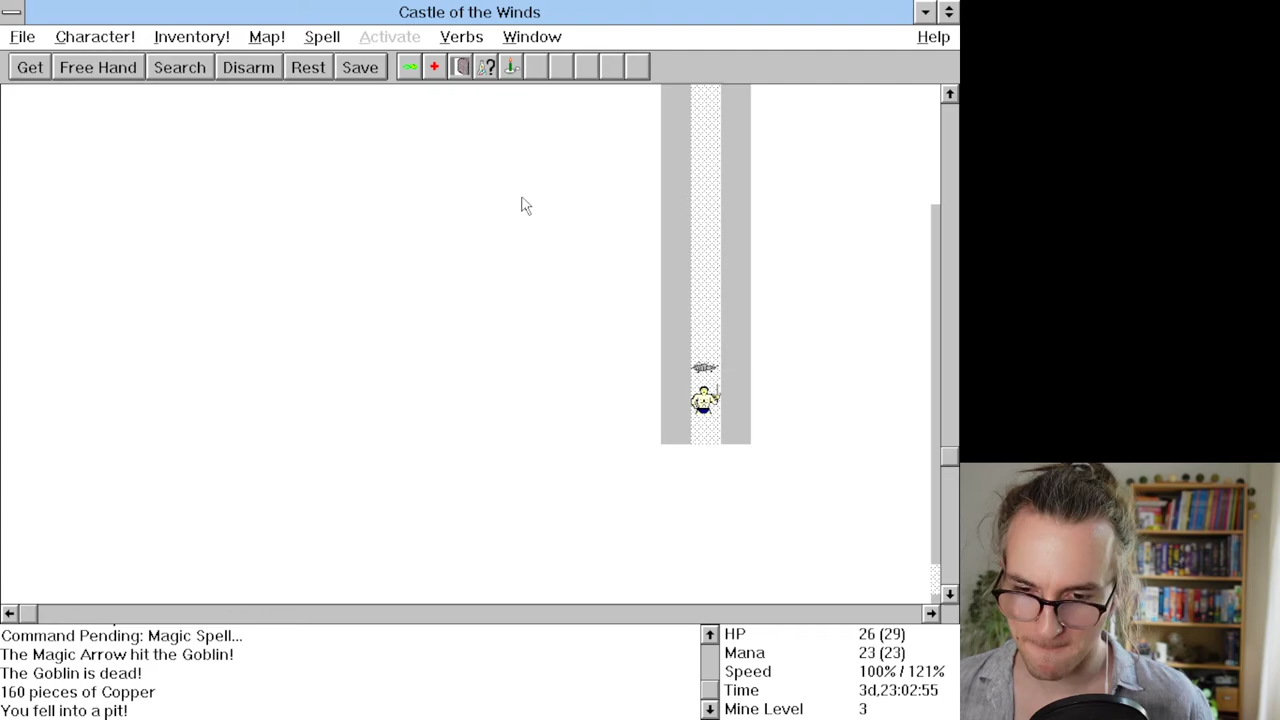 Castle of the Winds
File Character! Inventory! Map! Spell Activate Verbs Window Help
Get Free Hand Search Disarm Rest Save ?
Command Pending: Magic Spell...
The Magic Arrow hit the Goblin!
The Goblin is dead!
160 pieces of Copper
You fell into a pit!
HP 26 (29)
Mana 23 (23)
Speed 100% / 121%
Time 3d,23:02:55
Mine Level 3